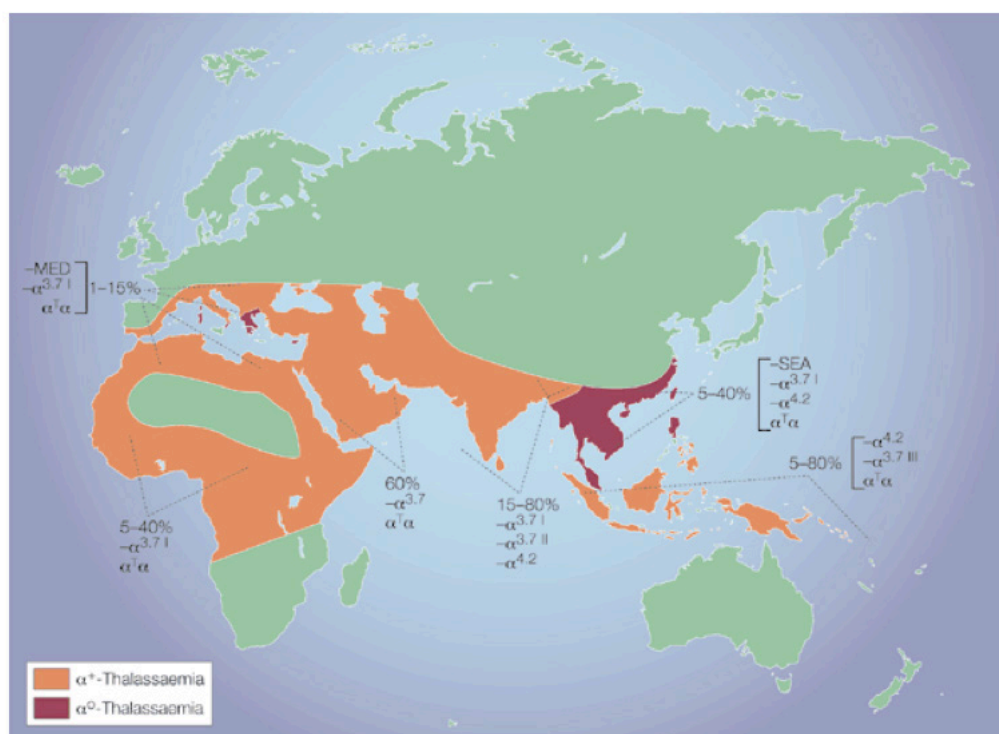 –MED
–α³·⁷ ᴵ
αᵀα
1–15%
–SEA
–α³·⁷ ᴵ
–α⁴·²
αᵀα
5–40%
–α⁴·²
–α³·⁷ ᴵᴵᴵ
αᵀα
5–80%
60%
–α³·⁷
αᵀα
15–80%
–α³·⁷ ᴵ
–α³·⁷ ᴵᴵ
–α⁴·²
5–40%
–α³·⁷ ᴵ
αᵀα
α⁺-Thalassaemia
α⁰-Thalassaemia